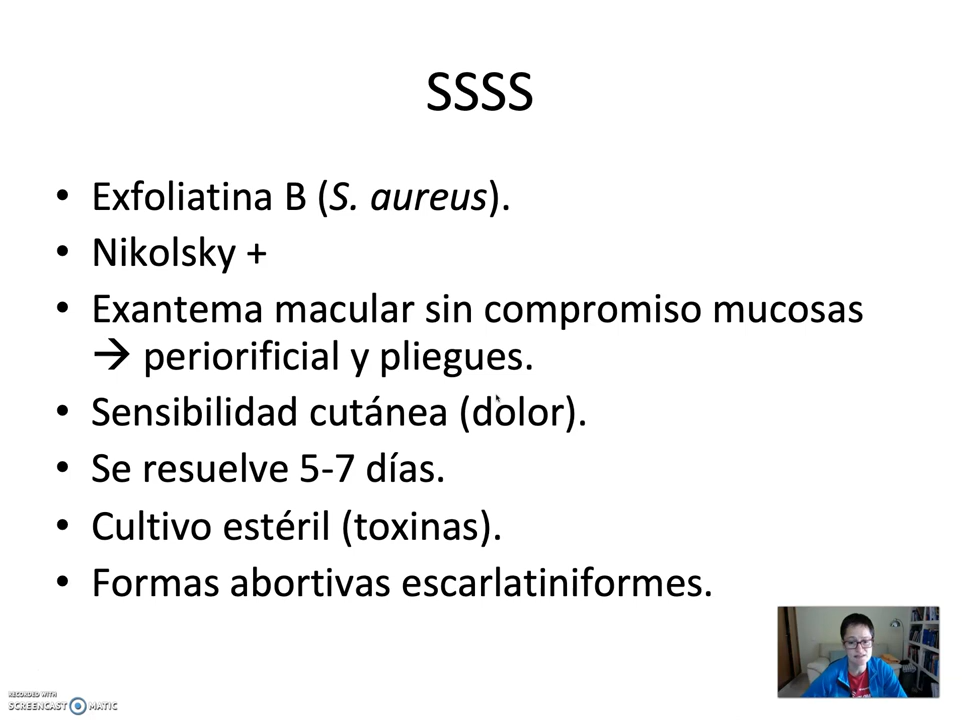 SSSS
• Exfoliatina B (S. aureus).
• Nikolsky +
• Exantema macular sin compromiso mucosas
→ periorificial y pliegues.
• Sensibilidad cutánea (dolor).
• Se resuelve 5-7 días.
• Cultivo estéril (toxinas).
• Formas abortivas escarlatiniformes.
RECORDED WITH
SCREENCAST MATIC